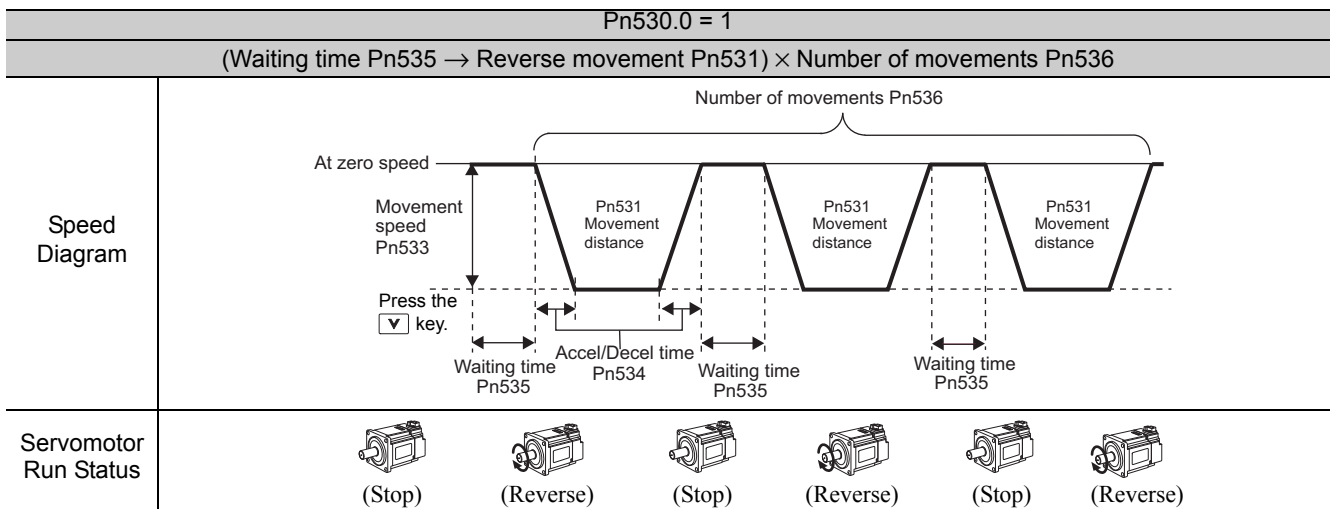 Pn530.0 = 1
(Waiting time Pn535 → Reverse movement Pn531) × Number of movements Pn536
Speed
Diagram
Number of movements Pn536
At zero speed
Movement
speed
Pn533
Pn531
Movement
distance
Pn531
Movement
distance
Pn531
Movement
distance
Press the
∨ key.
Waiting time
Pn535
Accel/Decel time
Pn534
Waiting time
Pn535
Waiting time
Pn535
Servomotor
Run Status
(Stop)
(Reverse)
(Stop)
(Reverse)
(Stop)
(Reverse)